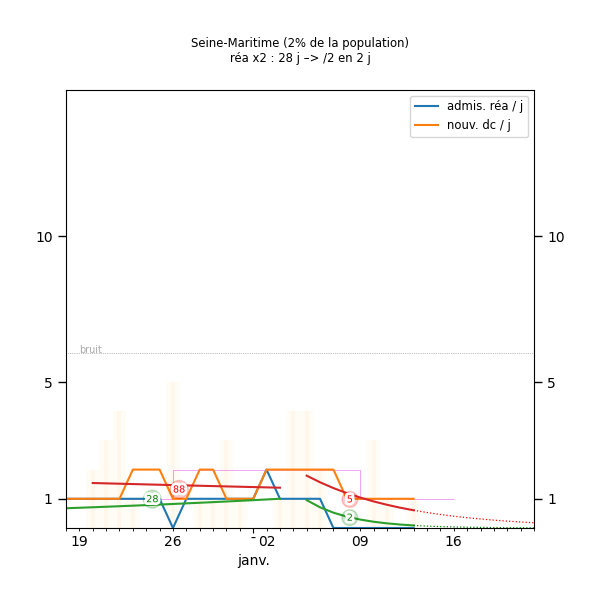 Seine-Maritime (2% de la population)
réa x2 : 28 j –> /2 en 2 j
admis. réa / j
nouv. dc / j
10 10
bruit
5 5
88
28 5
1 1
2
19 26 - 02 09 16
janv.